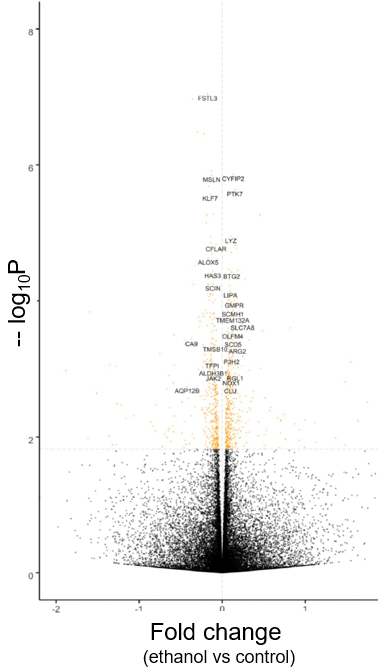 8
FSTL3
6
MSLN CYFIP2
PTK7
KLF7
LYZ
CFLAR
ALOX5
HAS3 BTG2
SCIN
LIPA
GMPR
SCMH1
TMEM132A
SLC7A8
OLFM4
CA9
SCD5
TMSB10
ARG2
P3H2
TFPI
ALDH3B1
JAK2 RGL1
NOX1
AQP12B CLU
2
0
-- log10P
-2 -1 0 1
Fold change
(ethanol vs control)